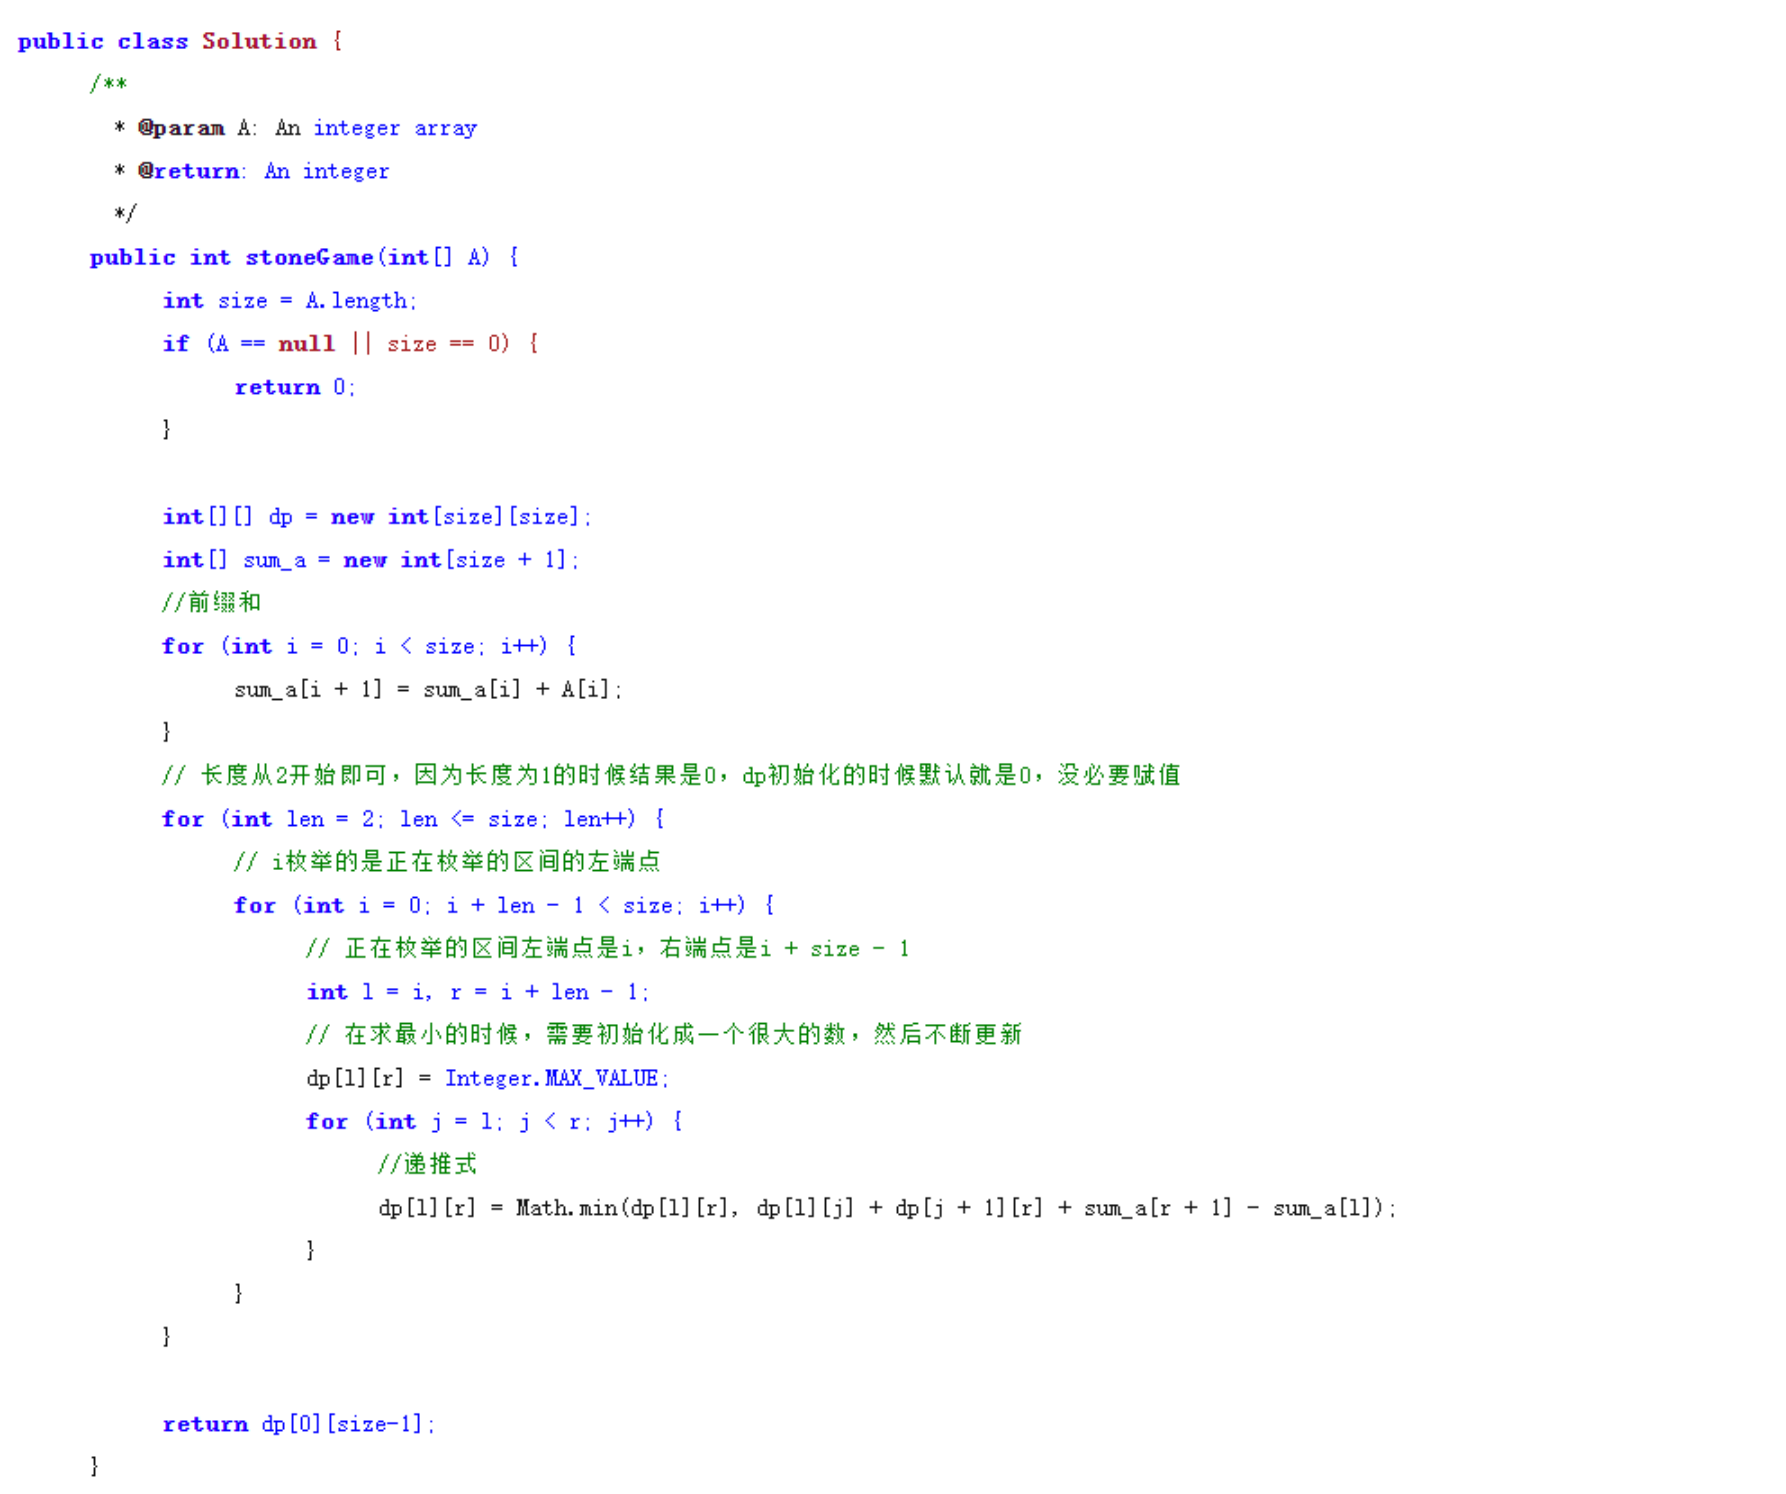 public class Solution {
/**
* @param A: An integer array
* @return: An integer
*/
public int stoneGame(int[] A) {
int size = A.length;
if (A == null || size == 0) {
return 0;
}
int[][] dp = new int[size][size];
int[] sum_a = new int[size + 1];
//前缀和
for (int i = 0; i < size; i++) {
sum_a[i + 1] = sum_a[i] + A[i];
}
// 长度从2开始即可，因为长度为1的时候结果是0，dp初始化的时候默认就是0，没必要赋值
for (int len = 2; len <= size; len++) {
// i枚举的是正在枚举的区间的左端点
for (int i = 0; i + len - 1 < size; i++) {
// 正在枚举的区间左端点是i，右端点是i + size - 1
int l = i, r = i + len - 1;
// 在求最小的时候，需要初始化成一个很大的数，然后不断更新
dp[l][r] = Integer.MAX_VALUE;
for (int j = l; j < r; j++) {
//递推式
dp[l][r] = Math.min(dp[l][r], dp[l][j] + dp[j + 1][r] + sum_a[r + 1] - sum_a[l]);
}
}
}
return dp[0][size-1];
}